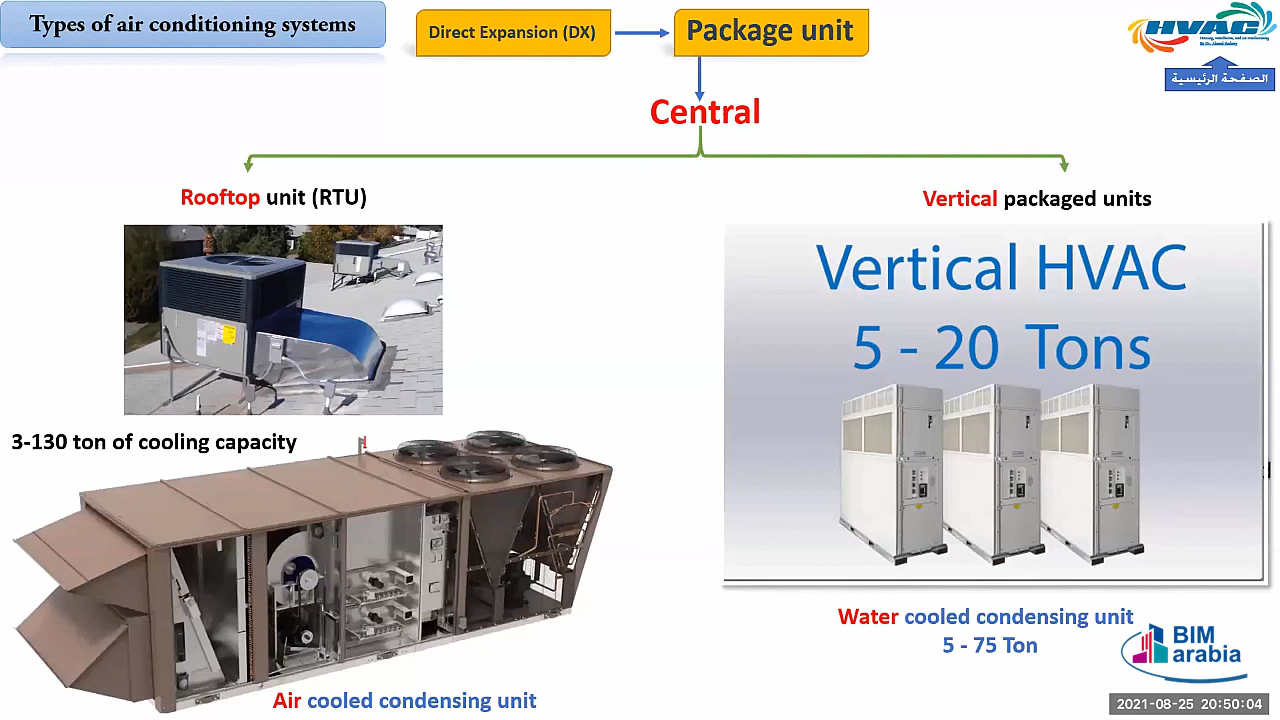 Types of air conditioning systems
Direct Expansion (DX)
Package unit
HVAC
الصفحة الرئيسية
Central
Rooftop unit (RTU)
Vertical packaged units
Vertical HVAC
5 - 20 Tons
3-130 ton of cooling capacity
Water cooled condensing unit
5 - 75 Ton
BIM
arabia
Air cooled condensing unit
2021-08-25 20:50:04